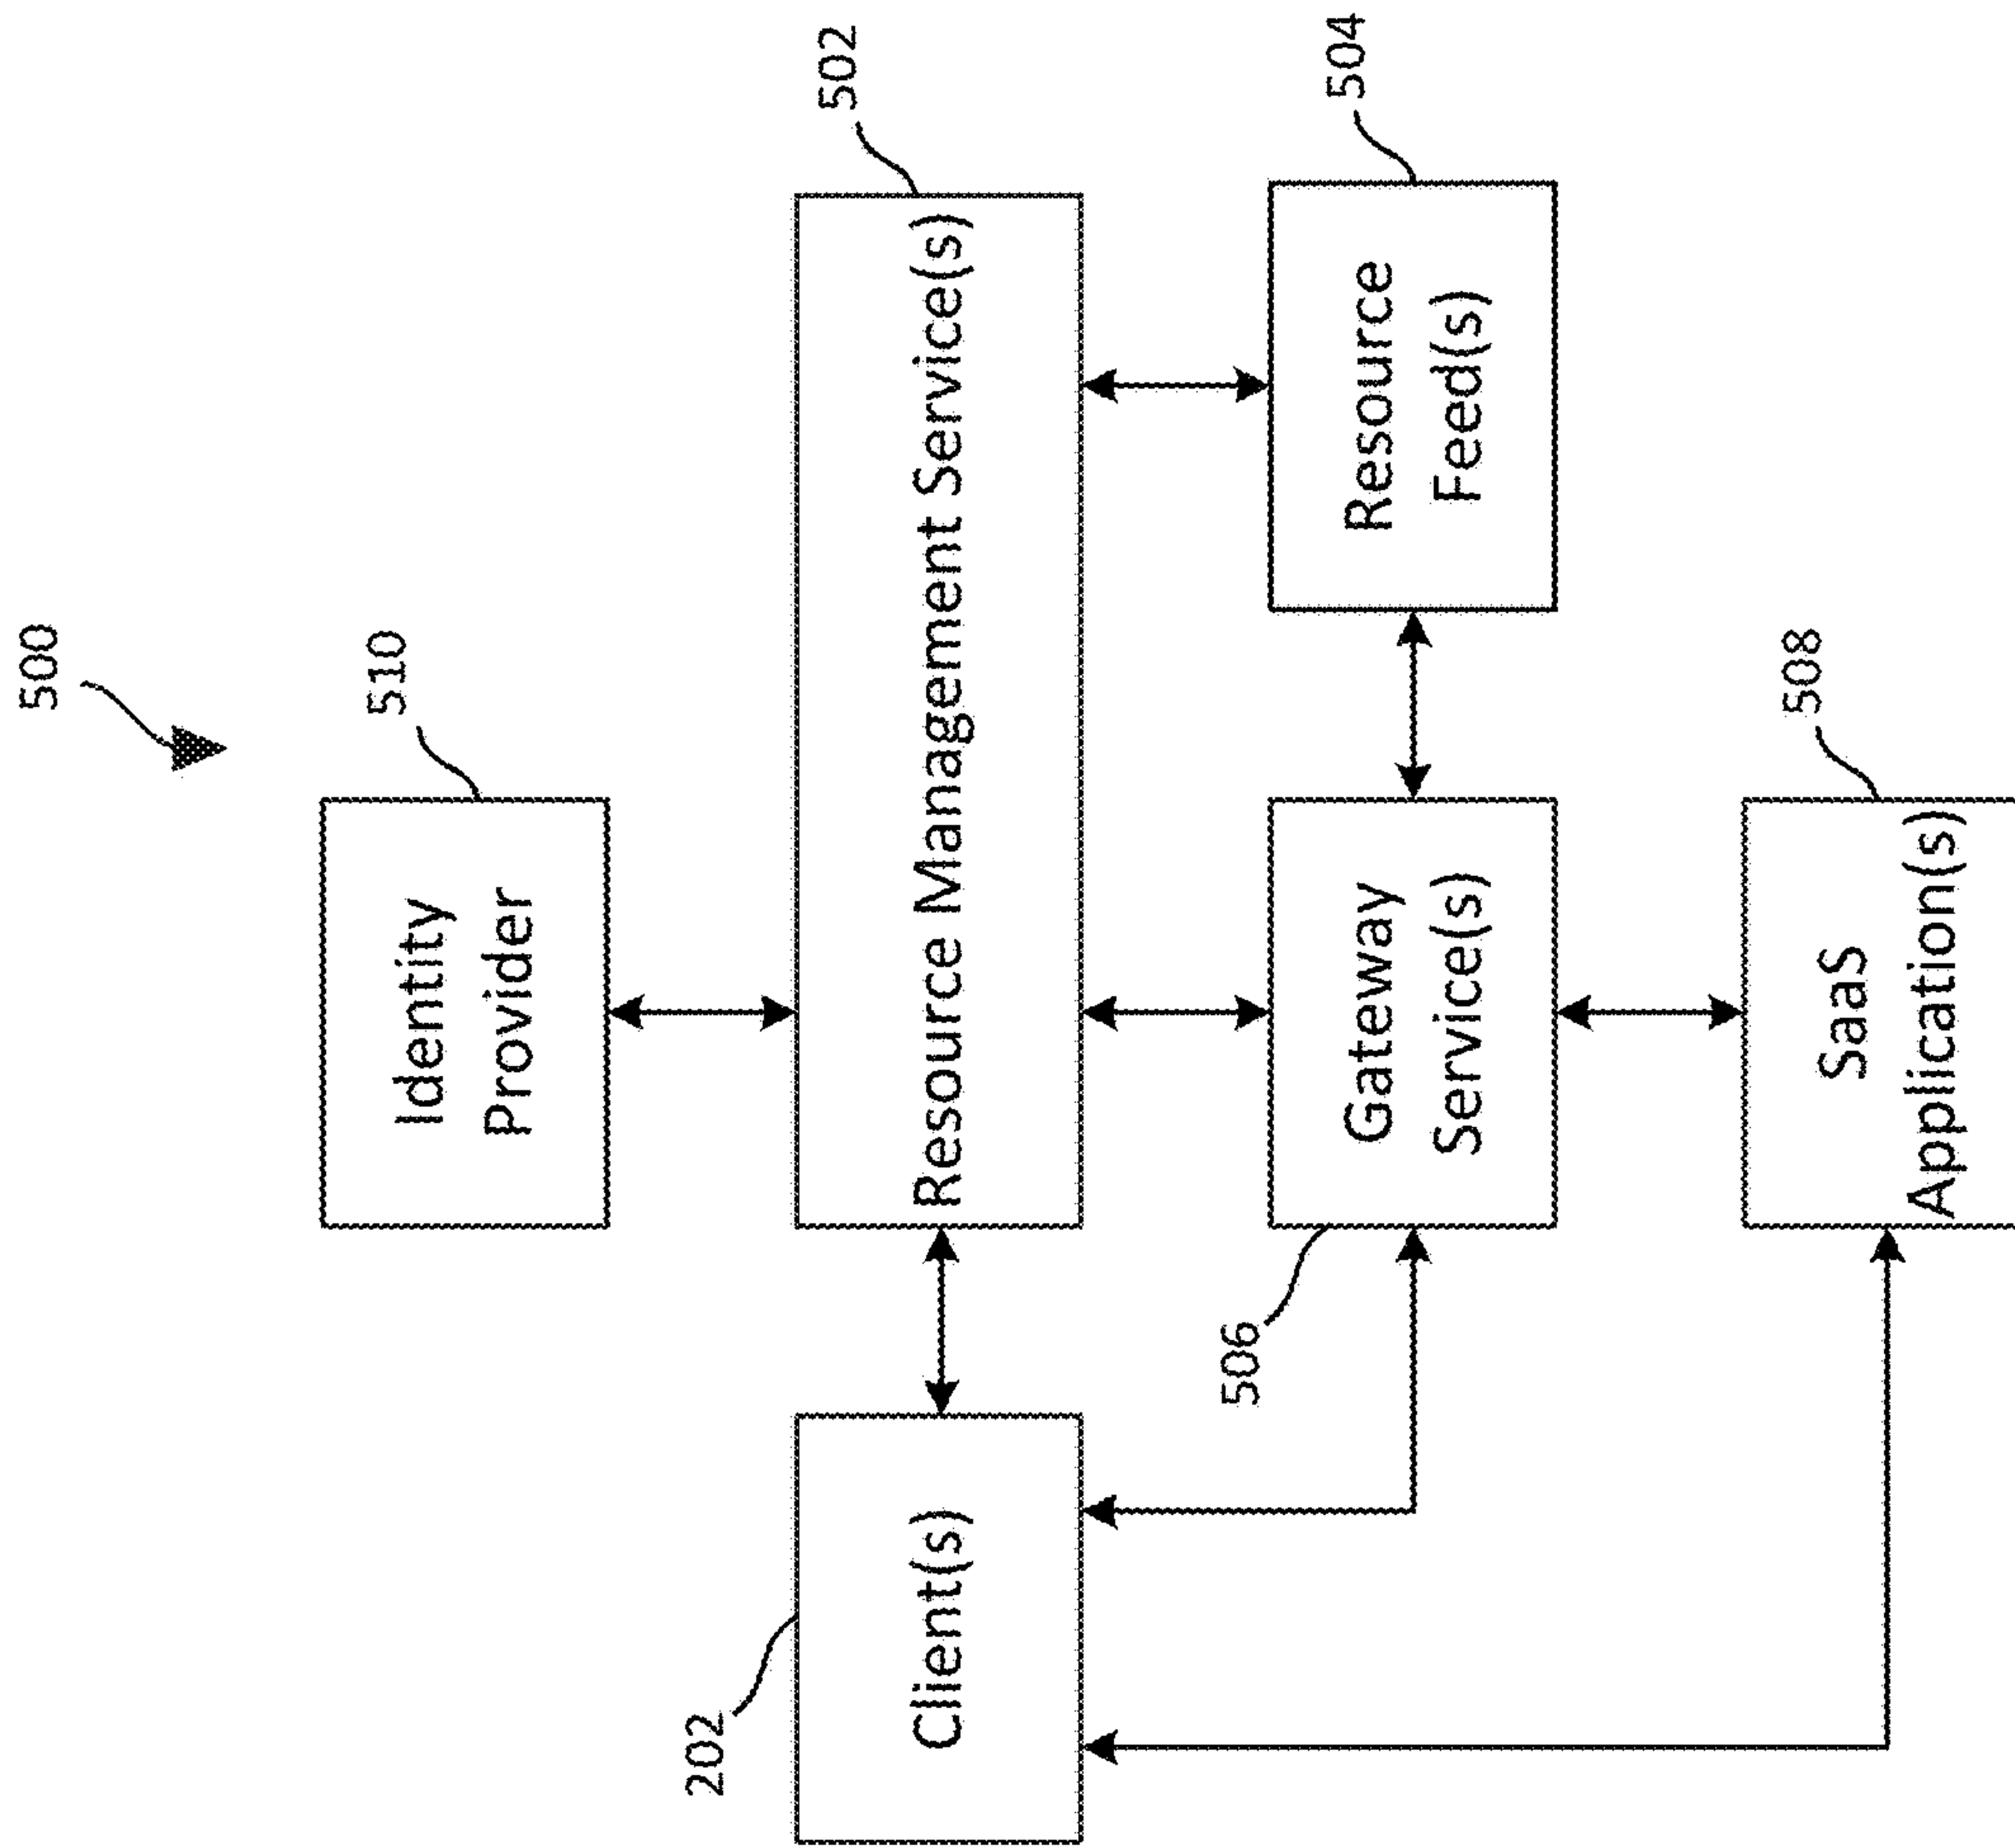 500
510
Identity
Provider
502
Resource Management Service(s)
202
Client(s)
504
Resource
Feed(s)
506
Gateway
Service(s)
508
SaaS
Application(s)